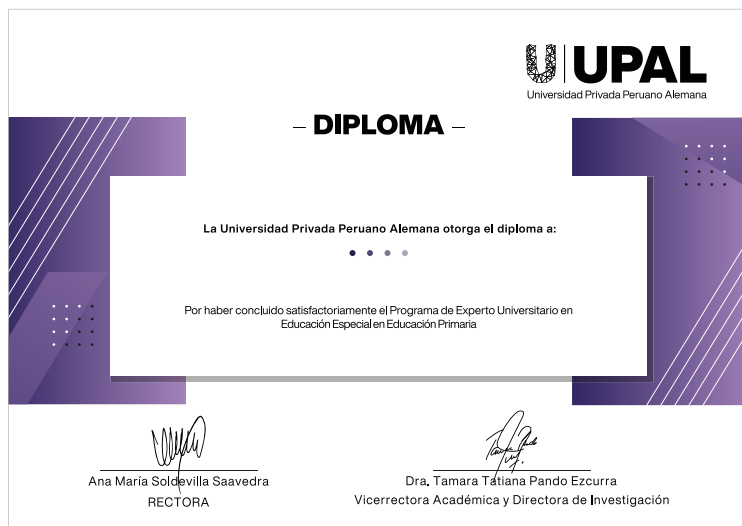 UPAL
Universidad Privada Peruano Alemana
– DIPLOMA –
La Universidad Privada Peruano Alemana otorga el diploma a:
Por haber concluido satisfactoriamente el Programa de Experto Universitario en
Educación Especial en Educación Primaria
Ana María Soldevilla Saavedra
RECTORA
Dra. Tamara Tatiana Pando Ezcurra
Vicerrectora Académica y Directora de Investigación